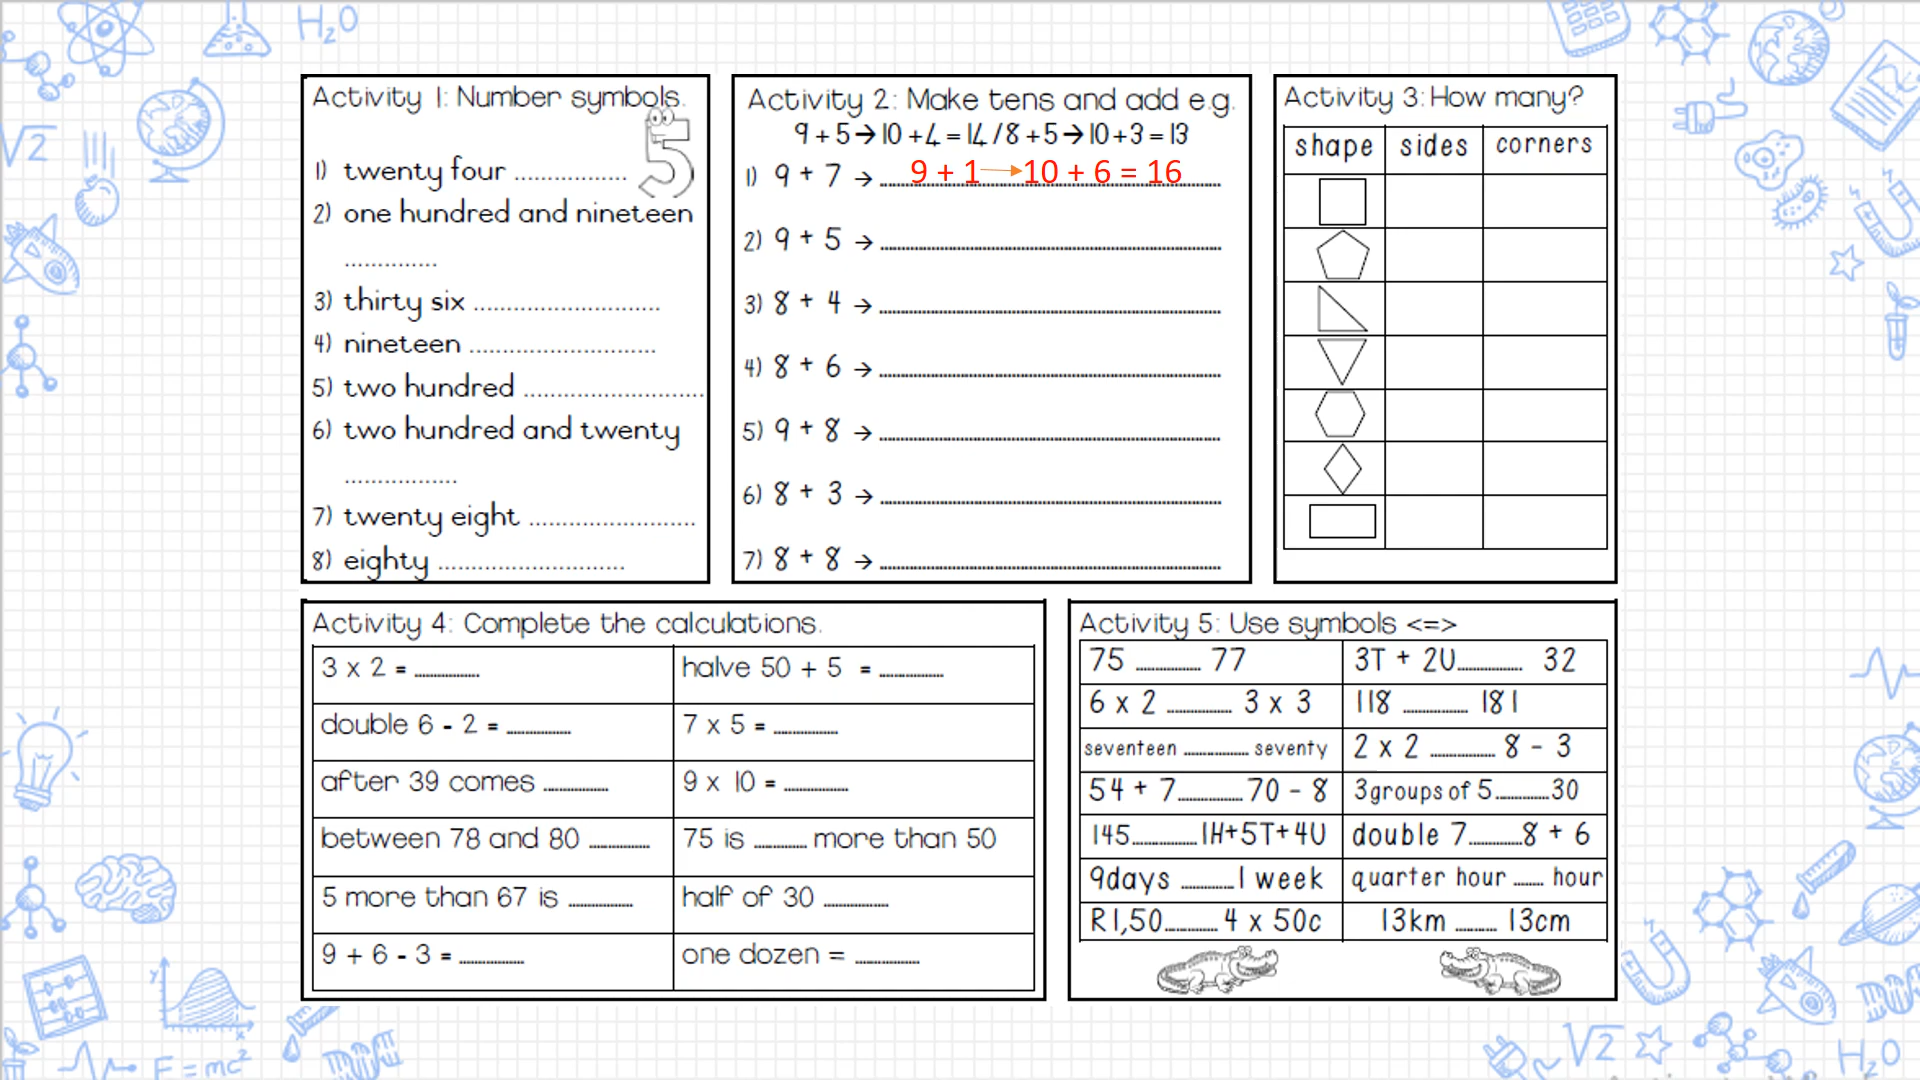 H₂O
√2
Activity 1: Number symbols.
5
1) twenty four ................
2) one hundred and nineteen
..............
3) thirty six ............................
4) nineteen ............................
5) two hundred ...........................
6) two hundred and twenty
.................
7) twenty eight .........................
8) eighty ............................
Activity 2: Make tens and add e.g.
9 + 5 → 10 + 4 = 14 / 8 + 5 → 10 + 3 = 13
1) 9 + 7 → 9 + 1 → 10 + 6 = 16
2) 9 + 5 → ..............................
3) 8 + 4 → ..............................
4) 8 + 6 → ..............................
5) 9 + 8 → ..............................
6) 8 + 3 → ..............................
7) 8 + 8 → ..............................
Activity 3: How many?
shape sides corners
Activity 4: Complete the calculations.
3 x 2 = ............ halve 50 + 5 = ............
double 6 - 2 = ............ 7 x 5 = ............
after 39 comes ............ 9 x 10 = ............
between 78 and 80 ............ 75 is .......... more than 50
5 more than 67 is ............ half of 30 ............
9 + 6 - 3 = ............ one dozen = ............
Activity 5: Use symbols <=>
75 ............ 77 3T + 2U............ 32
6 x 2 ............ 3 x 3 118 ............ 181
seventeen ............ seventy 2 x 2 ............ 8 - 3
54 + 7............70 - 8 3groups of 5..........30
145............1H+5T+4U double 7..........8 + 6
9days ..........1 week quarter hour ...... hour
R1,50..........4 x 50c 13km ........ 13cm
y
x
F=mc²
√2
H₂O